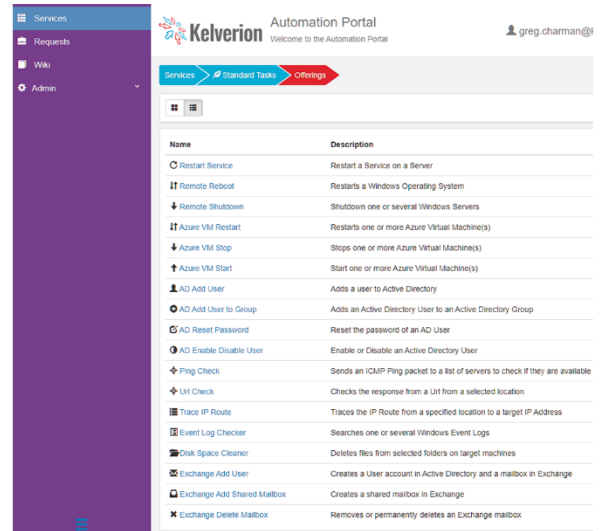 Services
Requests
Wiki
Admin
Kelverion
Automation Portal
Welcome to the Automation Portal
greg.charman@
Services
Standard Tasks
Offerings
Name Description
Restart Service Restart a Service on a Server
Remote Reboot Restarts a Windows Operating System
Remote Shutdown Shutdown one or several Windows Servers
Azure VM Restart Restarts one or more Azure Virtual Machine(s)
Azure VM Stop Stops one or more Azure Virtual Machine(s)
Azure VM Start Start one or more Azure Virtual Machine(s)
AD Add User Adds a user to Active Directory
AD Add User to Group Adds an Active Directory User to an Active Directory Group
AD Reset Password Reset the password of an AD User
AD Enable Disable User Enable or Disable an Active Directory User
Ping Check Sends an ICMP Ping packet to a list of servers to check if they are available
Url Check Checks the response from a Url from a selected location
Trace IP Route Traces the IP Route from a specified location to a target IP Address
Event Log Checker Searches one or several Windows Event Logs
Disk Space Cleaner Deletes files from selected folders on target machines
Exchange Add User Creates a User account in Active Directory and a mailbox in Exchange
Exchange Add Shared Mailbox Creates a shared mailbox in Exchange
Exchange Delete Mailbox Removes or permanently deletes an Exchange mailbox